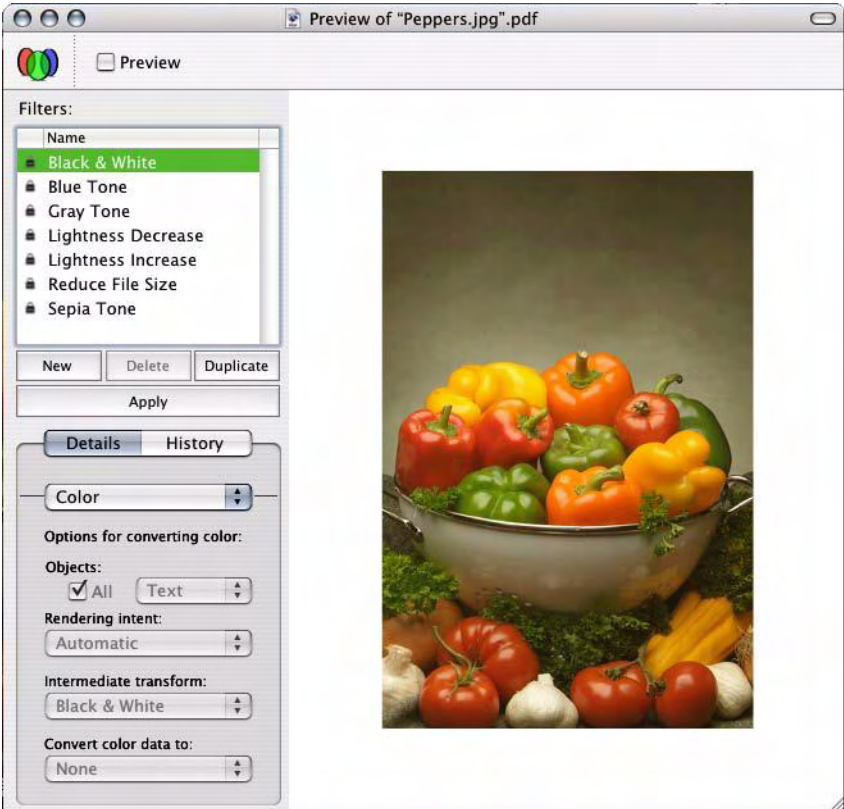 Preview of “Peppers.jpg”.pdf
Preview
Filters:
Name
Black & White
Blue Tone
Gray Tone
Lightness Decrease
Lightness Increase
Reduce File Size
Sepia Tone
New Delete Duplicate
Apply
Details History
Color
Options for converting color:
Objects:
All Text
Rendering intent:
Automatic
Intermediate transform:
Black & White
Convert color data to:
None